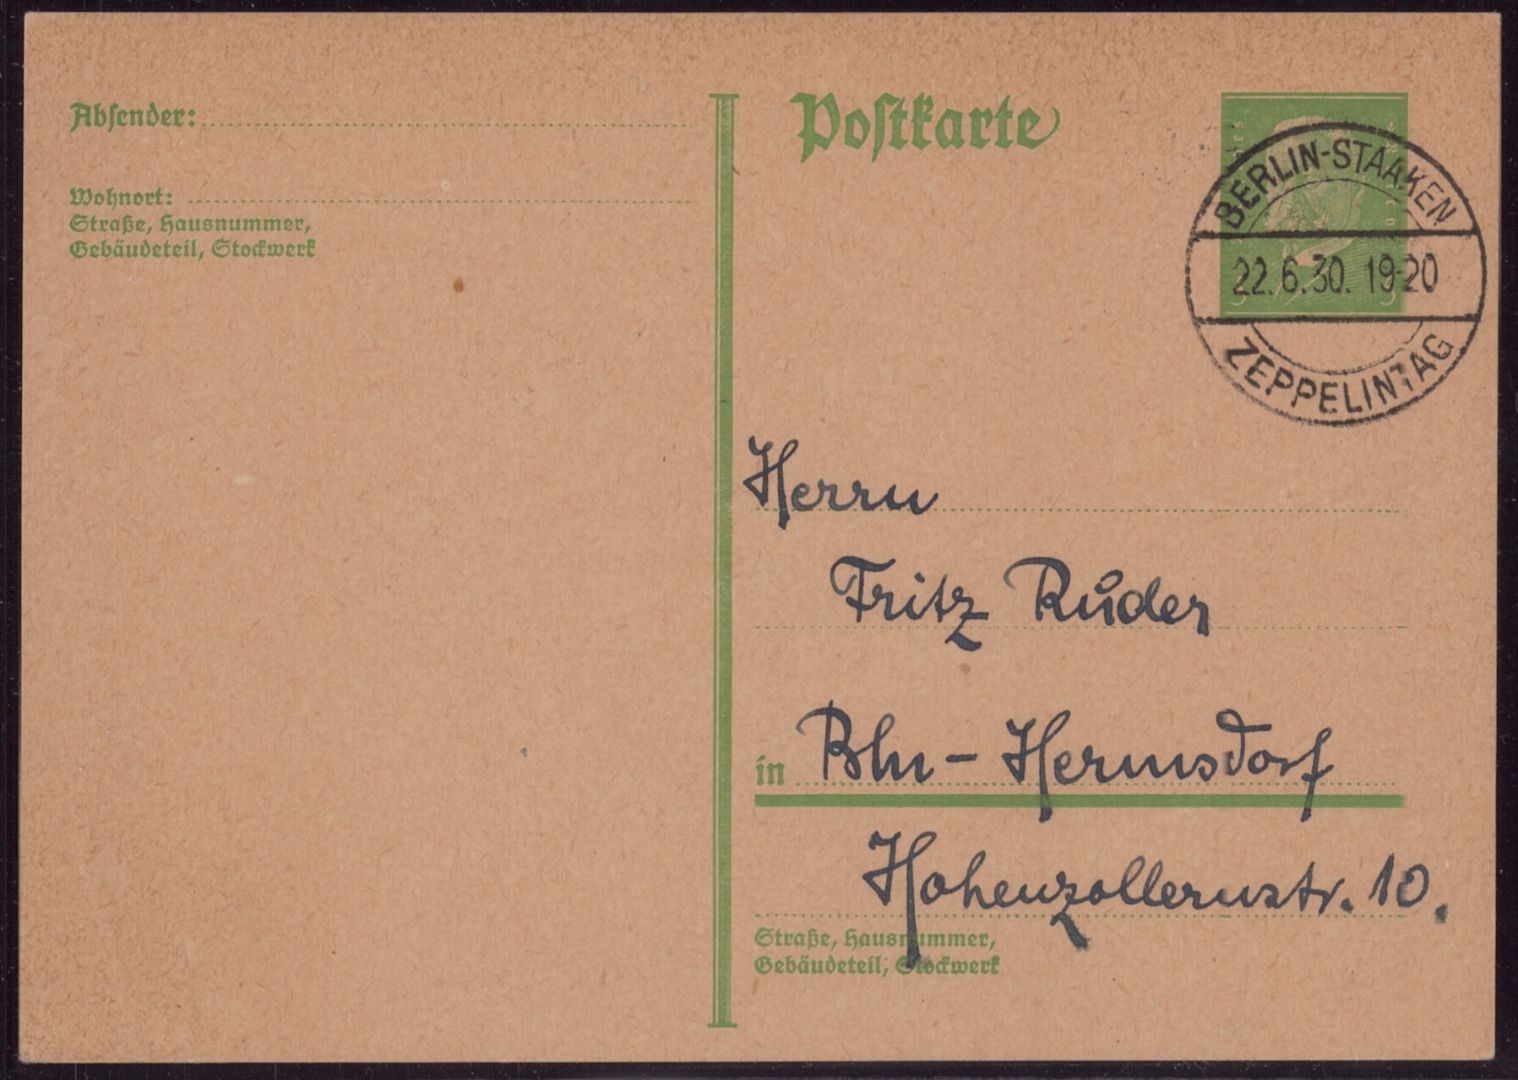 Absender:
Wohnort:
Straße, Hausnummer,
Gebäudeteil, Stockwerk
Postkarte
BERLIN-STAAKEN
22.6.30. 19-20
ZEPPELINTAG
Herrn
Fritz Ruder
in Bln-Hermsdorf
Hohenzollernstr. 10.
Straße, Hausnummer,
Gebäudeteil, Stockwerk